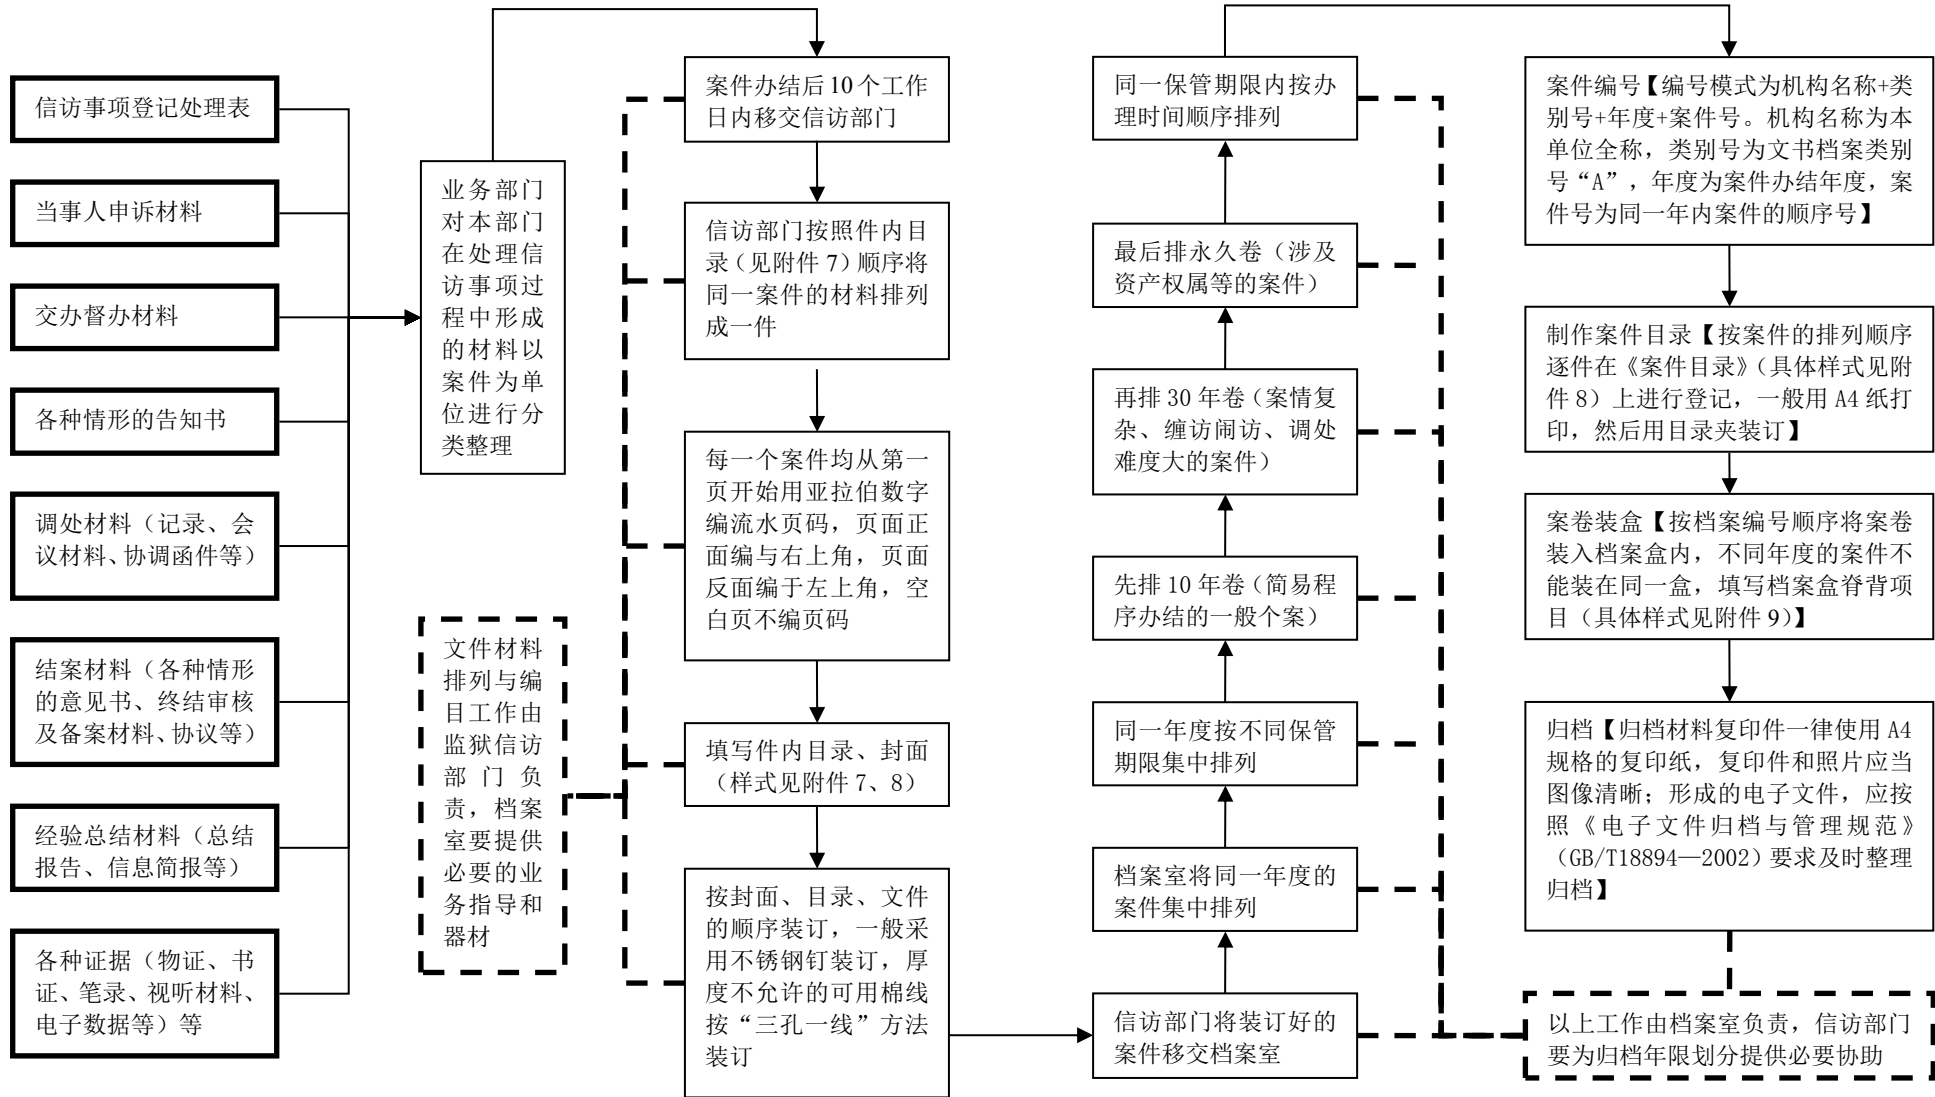 信访事项登记处理表
当事人申诉材料
交办督办材料
各种情形的告知书
调处材料（记录、会
议材料、协调函件等）
结案材料（各种情形
的意见书、终结审核
及备案材料、协议等）
经验总结材料（总结
报告、信息简报等）
各种证据（物证、书
证、笔录、视听材料、
电子数据等）等
业务部门
对本部门
在处理信
访事项过
程中形成
的材料以
案件为单
位进行分
类整理
文件材料
排列与编
目工作由
监狱信访
部门负
责，档案
室要提供
必要的业
务指导和
器材
案件办结后 10 个工作
日内移交信访部门
信访部门按照件内目
录（见附件 7）顺序将
同一案件的材料排列
成一件
每一个案件均从第一
页开始用亚拉伯数字
编流水页码，页面正
面编与右上角，页面
反面编于左上角，空
白页不编页码
填写件内目录、封面
（样式见附件 7、8）
按封面、目录、文件
的顺序装订，一般采
用不锈钢钉装订，厚
度不允许的可用棉线
按“三孔一线”方法
装订
同一保管期限内按办
理时间顺序排列
最后排永久卷（涉及
资产权属等的案件）
再排 30 年卷（案情复
杂、缠访闹访、调处
难度大的案件）
先排 10 年卷（简易程
序办结的一般个案）
同一年度按不同保管
期限集中排列
档案室将同一年度的
案件集中排列
信访部门将装订好的
案件移交档案室
案件编号【编号模式为机构名称+类
别号+年度+案件号。机构名称为本
单位全称，类别号为文书档案类别
号“A”，年度为案件办结年度，案
件号为同一年内案件的顺序号】
制作案件目录【按案件的排列顺序
逐件在《案件目录》（具体样式见附
件 8）上进行登记，一般用 A4 纸打
印，然后用目录夹装订】
案卷装盒【按档案编号顺序将案卷
装入档案盒内，不同年度的案件不
能装在同一盒，填写档案盒脊背项
目（具体样式见附件 9）】
归档【归档材料复印件一律使用 A4
规格的复印纸，复印件和照片应当
图像清晰；形成的电子文件，应按
照《电子文件归档与管理规范》
（GB/T18894—2002）要求及时整理
归档】
以上工作由档案室负责，信访部门
要为归档年限划分提供必要协助